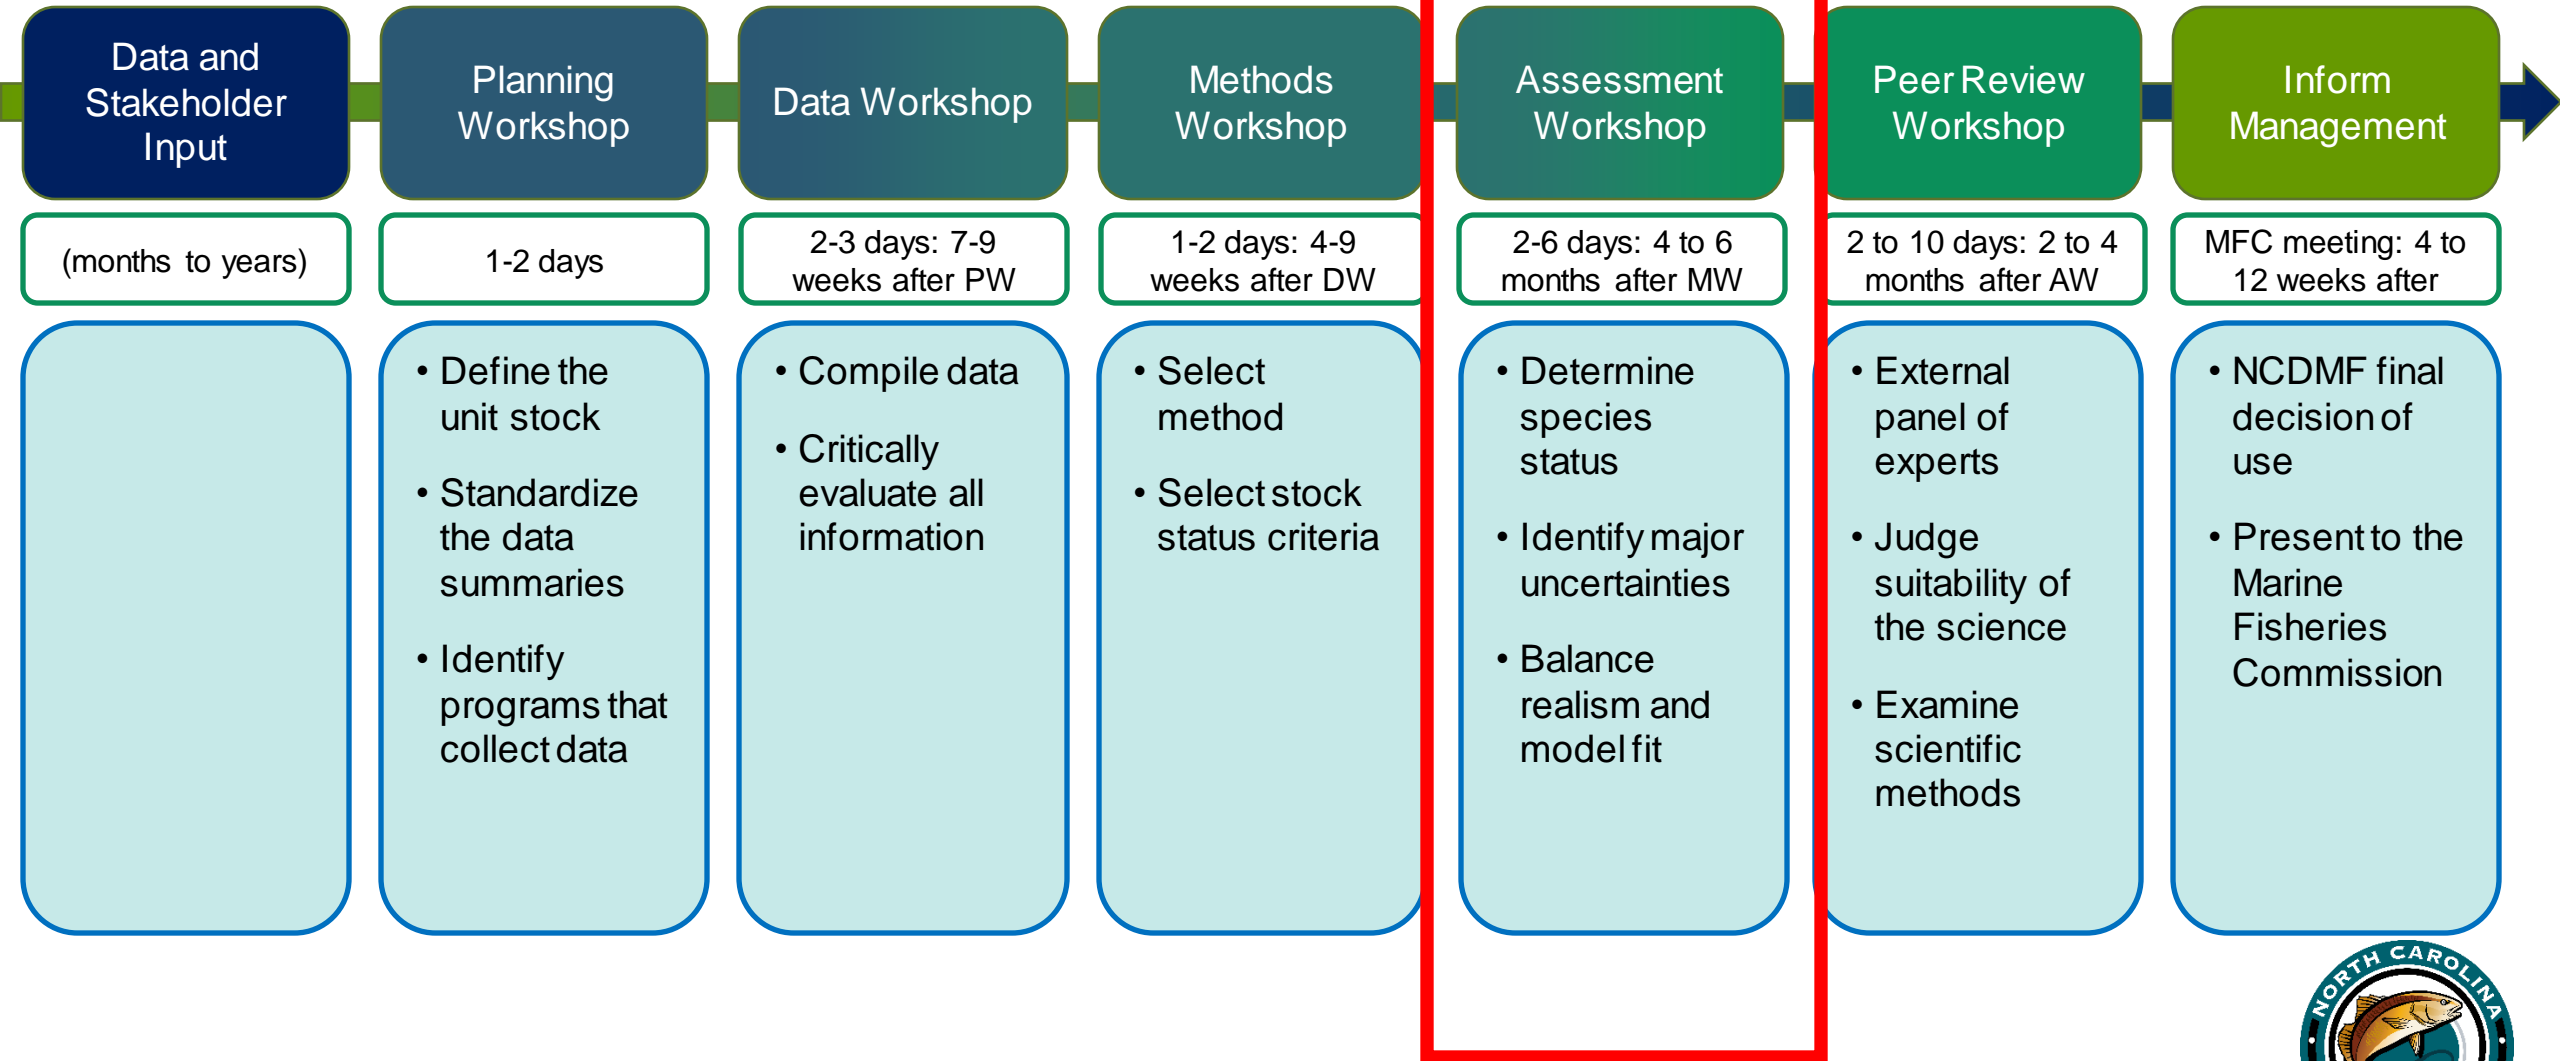 Data and
Stakeholder
Input
(months to years)
Planning
Workshop
1-2 days
• Define the
unit stock
• Standardize
the data
summaries
• Identify
programs that
collect data
Data Workshop
2-3 days: 7-9
weeks after PW
• Compile data
• Critically
evaluate all
information
Methods
Workshop
1-2 days: 4-9
weeks after DW
• Select
method
• Select stock
status criteria
Assessment
Workshop
2-6 days: 4 to 6
months after MW
• Determine
species
status
• Identify major
uncertainties
• Balance
realism and
model fit
Peer Review
Workshop
2 to 10 days: 2 to 4
months after AW
• External
panel of
experts
• Judge
suitability of
the science
• Examine
scientific
methods
Inform
Management
MFC meeting: 4 to
12 weeks after
• NCDMF final
decision of
use
• Present to the
Marine
Fisheries
Commission
NORTH CAROLINA